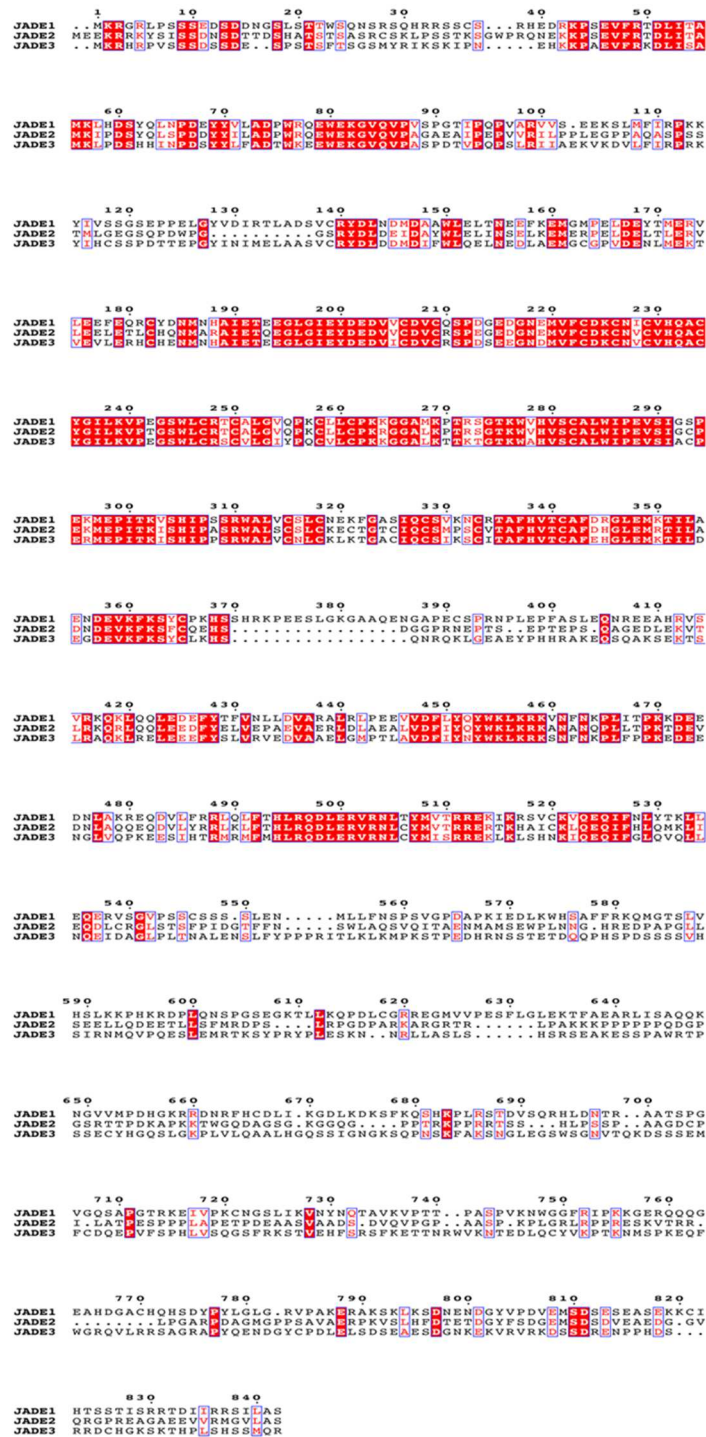 1 10 20 30 40 50
JADE1 ..MKRGRLPSSSEDSDDNGSLSTTWSQNSRSQHRRSSCS...RHEDRKPSEVFRTDLITA
JADE2 MEEKRRKYSISSDNSDTTDSHATSTSASRCSKLPSSTKSGWPRQNEKKPSEVFRTDLITA
JADE3 ..MKRHRPVSSSDSSDE..SPSTSFTSGSMYRIKSKIPN....EHKKPAEVFRKDLISA
60 70 80 90 100 110
JADE1 MKLHDSYQLNPDEYYVLADPWRQEWEKGVQVPVSPGTIPQPVARVVS.EEKSLMFIRPKK
JADE2 MKIPDSYQLSPDDYYILADPWRQEWEKGVQVPAGAEAIPEPVVRILPPLEGPPAQASPSS
JADE3 MKLPDSHHINPDSYYLFADTWKEEWEKGVQVPASPDTVPQPSLRIIAEKVKDVLFIRPRK
120 130 140 150 160 170
JADE1 YIVSSGSEPPELGYVDIRTLADSVCRYDLNDMDAAWLELTNEEFKEMGMPELDEYTMERV
JADE2 TMLGEGSQPDWPG..........GSRYDLDEIDAYWLELINSELKEMERPELDELTLERV
JADE3 YIHCSSPDTTEPGYINIMELAASVCRYDLDDMDIFWLQELNEDLAEMGCGPVDENLMEKT
180 190 200 210 220 230
JADE1 LEEFEQRCYDNMNHAIETEEGLGIEYDEDVVCDVCQSPDGEDGNEMVFCDKCNICVHQAC
JADE2 LEELETLCHQNMARAIETQEGLGIEYDEDVVCDVCRSPEGEDGNEMVFCDKCNVCVHQAC
JADE3 VEVLERHCHENMNHAIETEEGLGIEYDEDVICDVCRSPDSEEGNDMVFCDKCNVCVHQAC
240 250 260 270 280 290
JADE1 YGILKVPEGSWLCRTCALGVQPKCLLCPKKGGAMKPTRSGTKWVHVSCALWIPEVSIGSP
JADE2 YGILKVPTGSWLCRTCALGVQPKCLLCPKRGGALKPTRSGTKWVHVSCALWIPEVSIGCP
JADE3 YGILKVPEGSWLCRSCVLGIYPQCVLCPKKGGALKTTKTGTKWAHVSCALWIPEVSIACP
300 310 320 330 340 350
JADE1 EKMEPITKVSHIPSSRWALVCSLCNEKFGASIQCSVKNCRTAFHVTCAFDRGLEMKTILA
JADE2 EKMEPITKISHIPASRWALSCSLCKECTGTCIQCSMPSCVTAFHVTCAFDHGLEMRTILA
JADE3 ERMEPITKISHIPPSRWALVCNLCKLKTGACIQCSIKSCITAFHVTCAFEHGLEMKTILD
360 370 380 390 400 410
JADE1 ENDEVKFKSYCPKHSSHRKPEESLGKGAAQENGAPECSPRNPLEPFASLEQNREEAHRVS
JADE2 DNDEVKFKSFCQEHS................DGGPRNEPTS..EPTEPS.QAGEDLEKVT
JADE3 EGDEVKFKSYCLKHS................QNRQKLGEAEYPHHRAKEQSQAKSEKTS
420 430 440 450 460 470
JADE1 VRKQKLQQLEDEFYTFVNLLDVARALRLPEEVVDFLYQYWKLKRKVNFNKPLITPKKDEE
JADE2 LRKQRLQQLEEDFYELVEPAEVAERLDLAEALVDFIYQYWKLKRKANANQPLLTPKTDEV
JADE3 LRAQKLRELEEEFYSLVRVEDVAAELGMPTLAVDFIYNYWKLKRKSNFNKPLFPPKEDEE
480 490 500 510 520 530
JADE1 DNLAKREQDVLFRRLQLFTHLRQDLERVRNLTYMVTRREKIKRSVCKVQEQIFNLYTKLL
JADE2 DNLAQQEQDVLYRRLKLFTHLRQDLERVRNLCYMVTRRERTKHAICKLQEQIFHLQMKLI
JADE3 NGLVQPKEESIHTRMRMFMHLRQDLERVRNLCYMISRREKLKLSHNKIQEQIFGLQVQLL
540 550 560 570 580
JADE1 EQERVSGVPSSCSSS.SLEN.....MLLFNSPSVGPDAPKIEDLKWHSAFFRKQMGTSLV
JADE2 EQDLCRGLSTSFPIDGTFFN.....SWLAQSVQITAENMAMSEWPLNNG.HREDPAPGLL
JADE3 NQEIDAGLPLTNALENSLFYPPPRITLKLKMPKSTPEDHRNSSTETDQQPHSPDSSSSVH
590 600 610 620 630 640
JADE1 HSLKKPHKRDPLQNSPGSEGKTLLKQPDLCGRREGMVVPESFLGLEKTFAEARLISAQQK
JADE2 SEELLQDEETLLSFMRDPS....LRPGDPARKARGRTR......LPAKKKPPPPPPQDGP
JADE3 SIRNMQVPQESLEMRTKSYPRYPLESKN..NRLLASLS......HSRSEAKESSPAWRTP
650 660 670 680 690 700
JADE1 NGVVMPDHGKRRDNRFHCDLI.KGDLKDKSFKQSHKPLRSTDVSQRHLDNTR..AATSPG
JADE2 GSRTTPDKAPKKTWGQDAGSG.KGGQG....PPTRKPPRRTSS...HLPSSP..AAGDCP
JADE3 SSECYHGQSLGKPLVLQAALHGQSSIGNGKSQPNSKFAKSNGLEGSWSGNVTQKDSSSEM
710 720 730 740 750 760
JADE1 VGQSAPGTRKEIVPKCNGSLIKVNYNQTAVKVPTT..PASPVKNWGGFRIPKKGERQQQG
JADE2 I.LATPESPPPLAPETPDEAASVAADS.DVQVPGP..AASPKPLGRLRPPRESKVTRR.
JADE3 FCDQEPVFSPHLVSQGSFRKSTVEHFSRSFKETTNRWVKNTEDLQCYVKPTKNMSPKEQF
770 780 790 800 810 820
JADE1 EAHDGACHQHSDYPYLGLG.RVPAKERAKSKLKSDNENDGYVPDVEMSDSESEASEKKCI
JADE2 ........LPGARPDAGMGPPSAVAERPKVSLHFDTETDGYFSDGEMSDSDVEAEDG.GV
JADE3 WGRQVLRRSAGRAPYQENDGYCPDLELSDSEAESDGNKEKVRVRKDSSDRENPPHDS...
830 840
JADE1 HTSSTISRRTDIIRRSILAS
JADE2 QRGPREAGAEEVVRMGVLAS
JADE3 RRDCHGKSKTHPLSHSSMQR